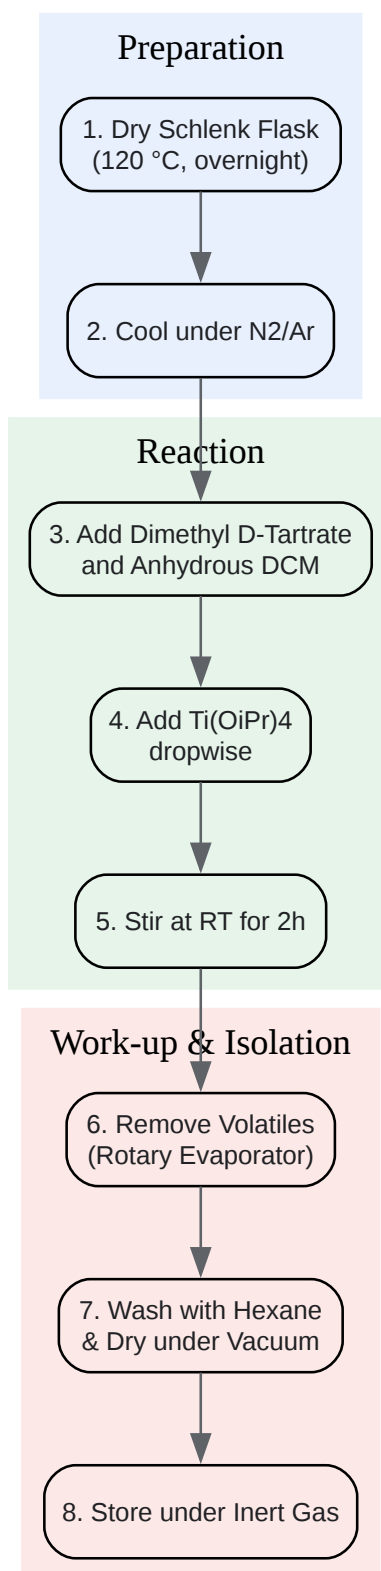 Preparation
1. Dry Schlenk Flask
(120 °C, overnight)
2. Cool under N2/Ar
Reaction
3. Add Dimethyl D-Tartrate
and Anhydrous DCM
4. Add Ti(OiPr)4
dropwise
5. Stir at RT for 2h
Work-up & Isolation
6. Remove Volatiles
(Rotary Evaporator)
7. Wash with Hexane
& Dry under Vacuum
8. Store under Inert Gas